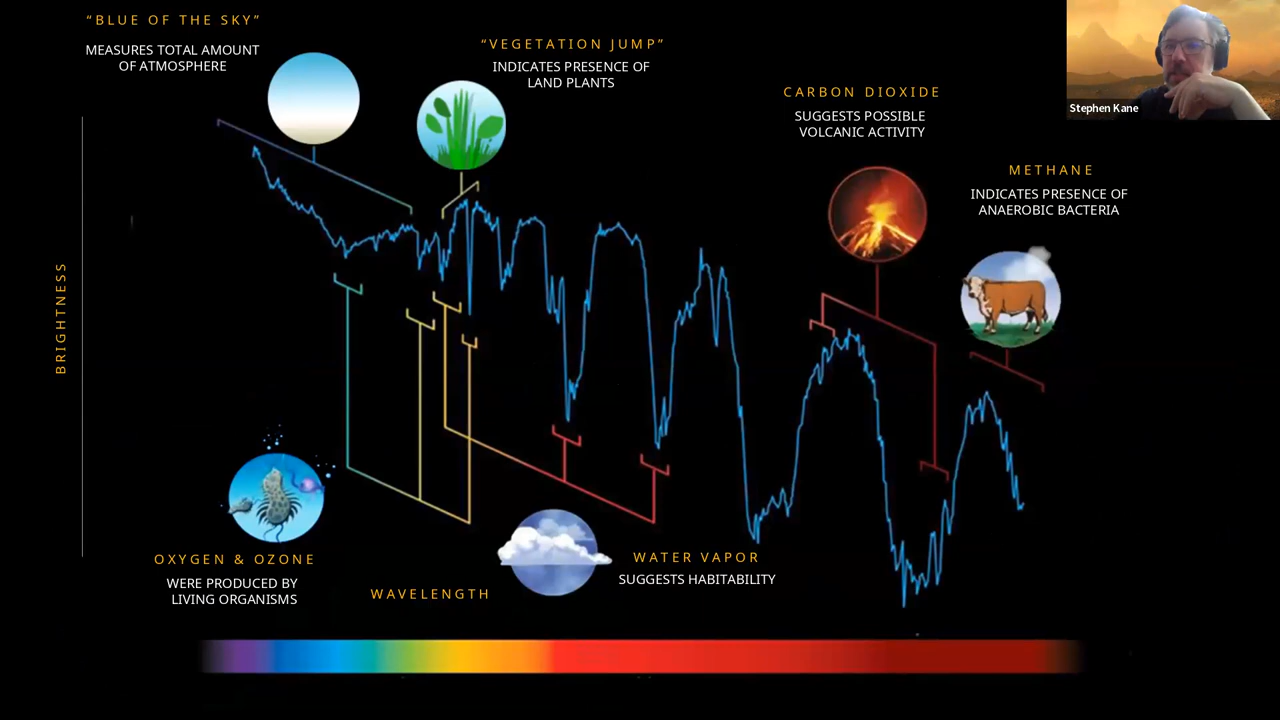 “BLUE OF THE SKY”
MEASURES TOTAL AMOUNT
OF ATMOSPHERE
“VEGETATION JUMP”
INDICATES PRESENCE OF
LAND PLANTS
CARBON DIOXIDE
SUGGESTS POSSIBLE
VOLCANIC ACTIVITY
Stephen Kane
METHANE
INDICATES PRESENCE OF
ANAEROBIC BACTERIA
BRIGHTNESS
OXYGEN & OZONE
WERE PRODUCED BY
LIVING ORGANISMS
WAVELENGTH
WATER VAPOR
SUGGESTS HABITABILITY